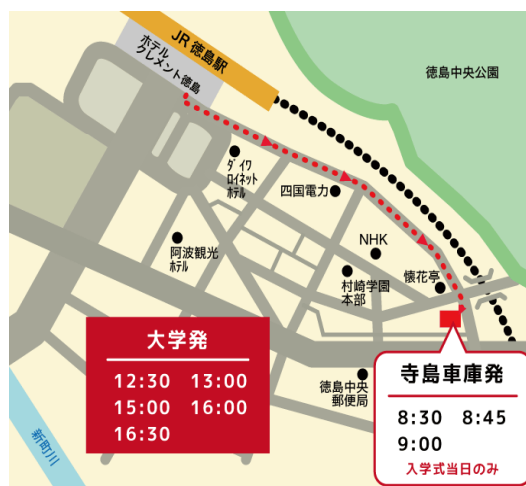 JR 徳島駅
ホテル
クレメント徳島
徳島中央公園
ダイワ
ロイネット
ホテル
四国電力
阿波観光
ホテル
NHK
村崎学園
本部
懐花亭
大学発
12:30 13:00
15:00 16:00
16:30
徳島中央
郵便局
寺島車庫発
8:30 8:45
9:00
入学式当日のみ
新町川